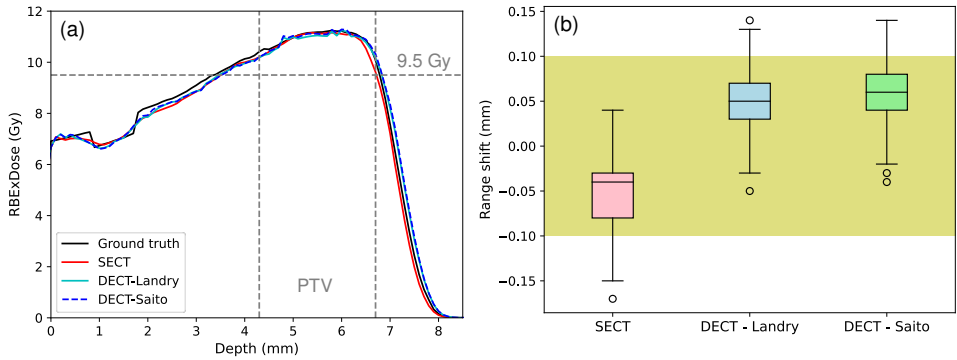 (a)
12
10
8
6
4
2
0
RBExDose (Gy)
9.5 Gy
PTV
Ground truth
SECT
DECT-Landry
DECT-Saito
0 1 2 3 4 5 6 7 8
Depth (mm)
(b)
0.15
0.10
0.05
0.00
−0.05
−0.10
−0.15
Range shift (mm)
SECT DECT - Landry DECT - Saito